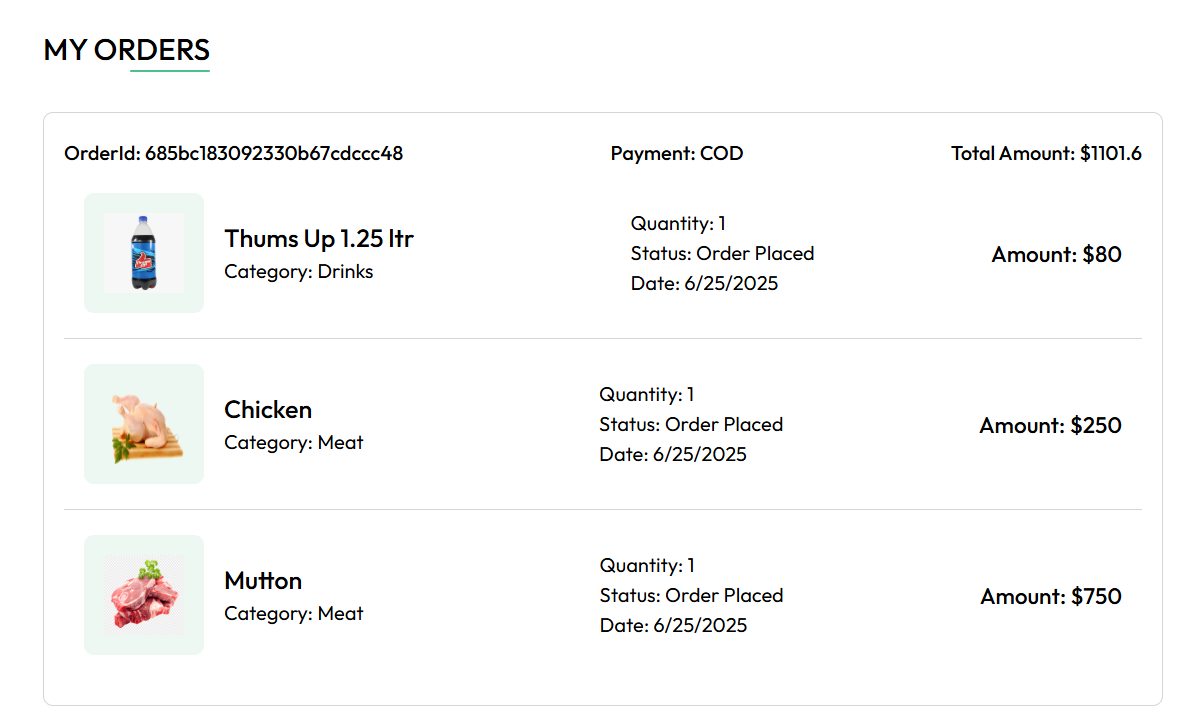 MY ORDERS
OrderId: 685bc183092330b67cdccc48 Payment: COD Total Amount: $1101.6
Thums Up 1.25 ltr
Category: Drinks
Quantity: 1
Status: Order Placed
Date: 6/25/2025
Amount: $80
Chicken
Category: Meat
Quantity: 1
Status: Order Placed
Date: 6/25/2025
Amount: $250
Mutton
Category: Meat
Quantity: 1
Status: Order Placed
Date: 6/25/2025
Amount: $750